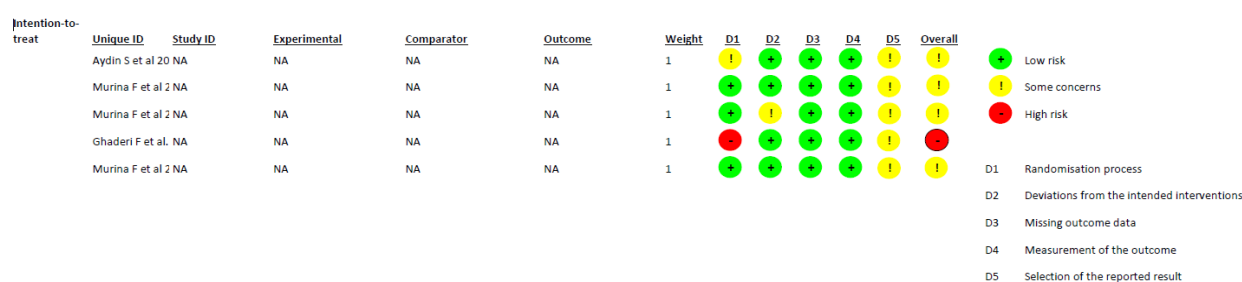 Intention-to-
treat Unique ID Study ID Experimental Comparator Outcome Weight D1 D2 D3 D4 D5 Overall
Aydin S et al 20 NA NA NA NA 1 ! + + + ! ! + Low risk
Murina F et al 2 NA NA NA NA 1 + + + + ! ! ! Some concerns
Murina F et al 2 NA NA NA NA 1 + ! + + ! ! - High risk
Ghaderi F et al. NA NA NA NA 1 - + + + ! -
Murina F et al 2 NA NA NA NA 1 + + + + ! !
D1 Randomisation process
D2 Deviations from the intended interventions
D3 Missing outcome data
D4 Measurement of the outcome
D5 Selection of the reported result